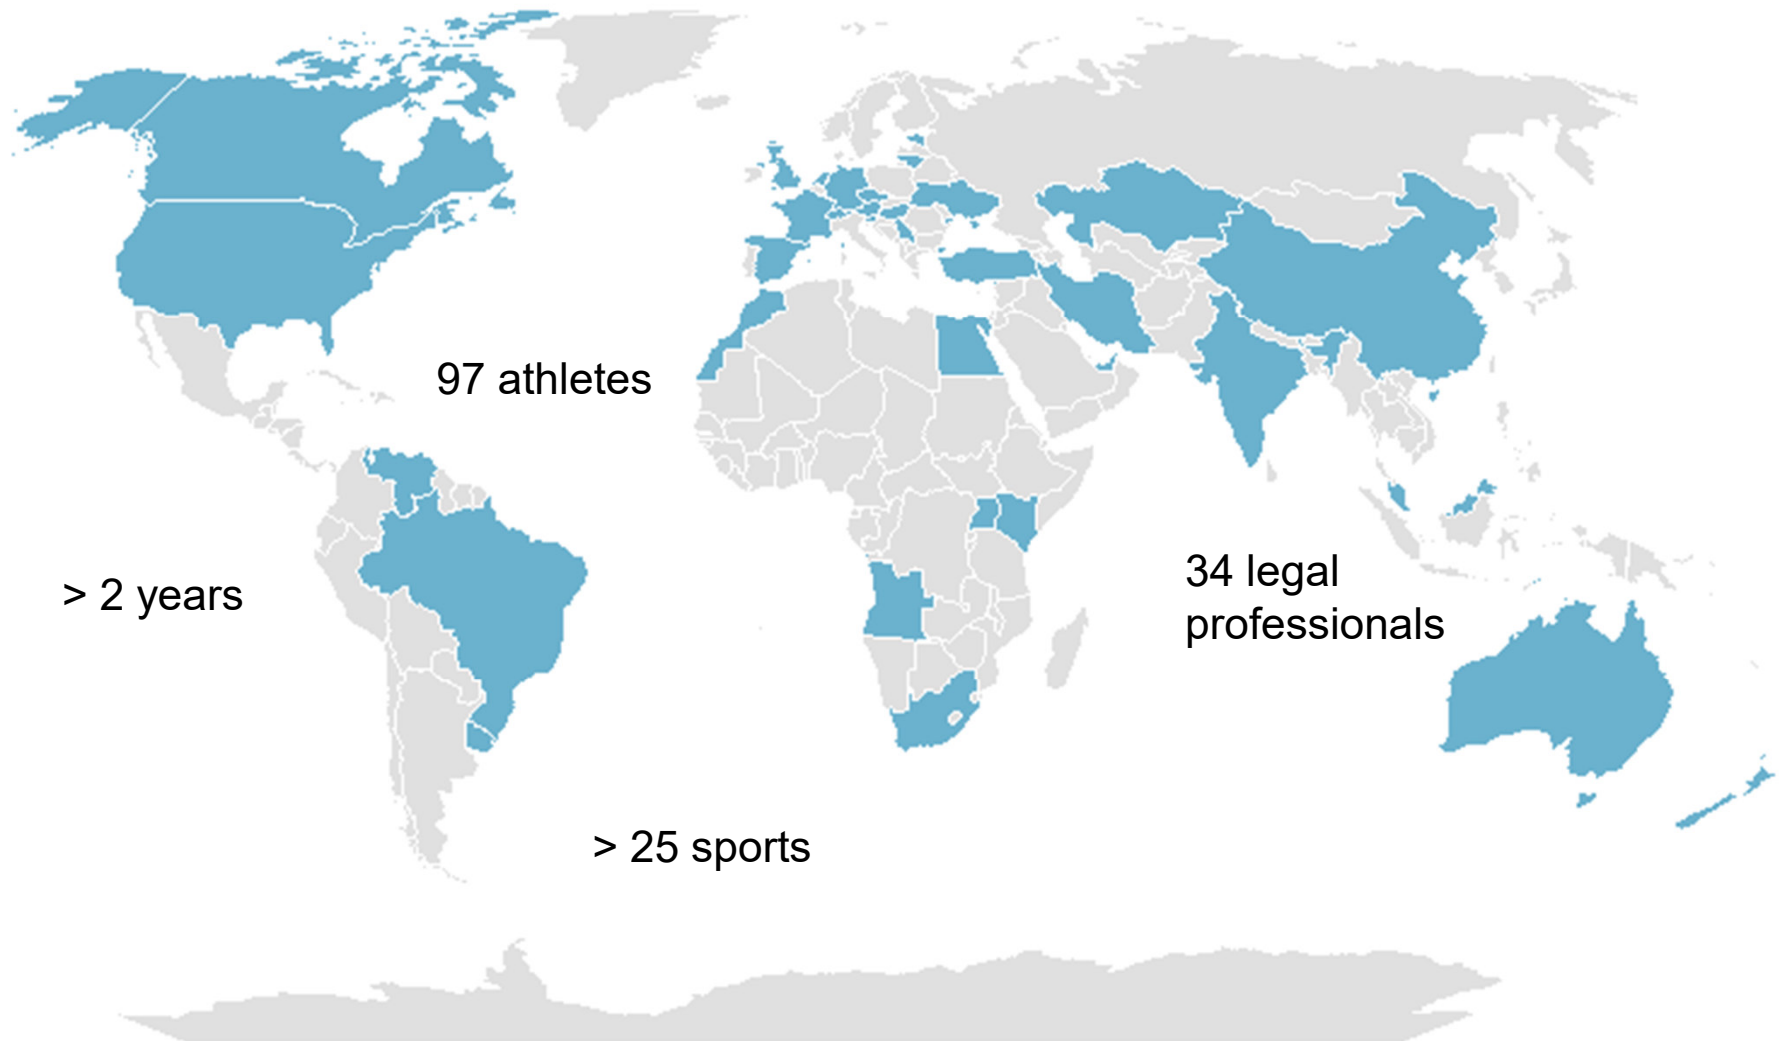 97 athletes
> 2 years
34 legal
professionals
> 25 sports